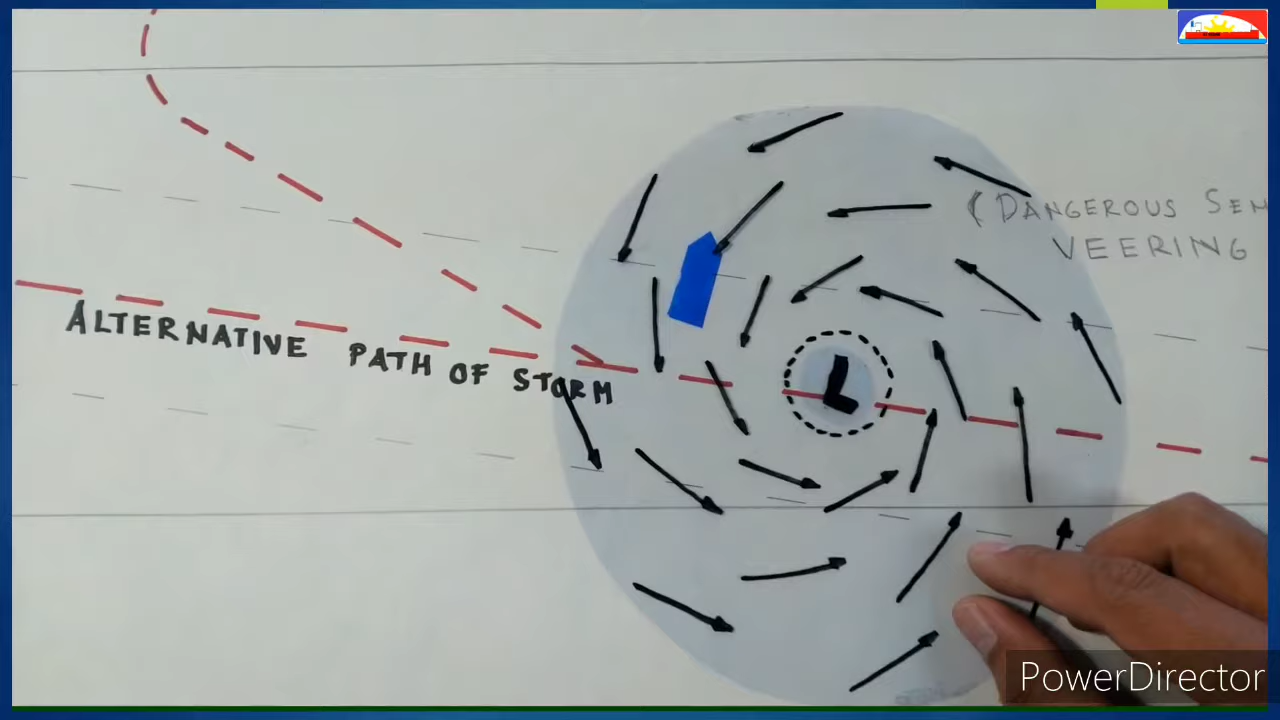 (DANGEROUS SEM
VEERING
ALTERNATIVE PATH OF STORM
L
PowerDirector